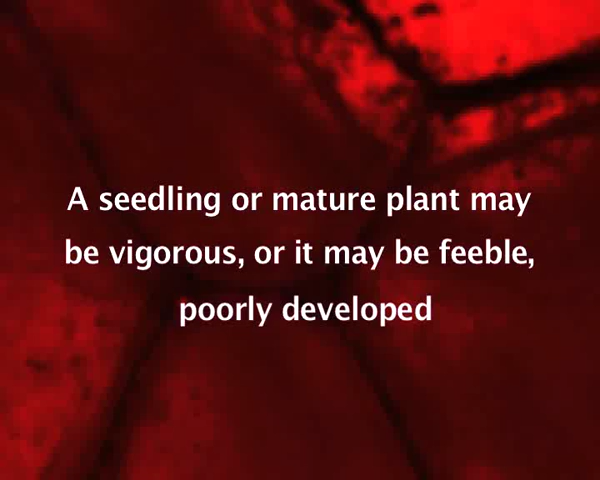 A seedling or mature plant may
be vigorous, or it may be feeble,
poorly developed